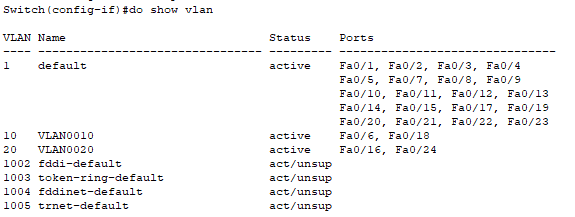 Switch(config-if)#do show vlan
VLAN Name                             Status    Ports
---- -------------------------------- --------- -------------------------------
1    default                          active    Fa0/1, Fa0/2, Fa0/3, Fa0/4
                                                Fa0/5, Fa0/7, Fa0/8, Fa0/9
                                                Fa0/10, Fa0/11, Fa0/12, Fa0/13
                                                Fa0/14, Fa0/15, Fa0/17, Fa0/19
                                                Fa0/20, Fa0/21, Fa0/22, Fa0/23
10   VLAN0010                         active    Fa0/6, Fa0/18
20   VLAN0020                         active    Fa0/16, Fa0/24
1002 fddi-default                     act/unsup
1003 token-ring-default               act/unsup
1004 fddinet-default                  act/unsup
1005 trnet-default                    act/unsup